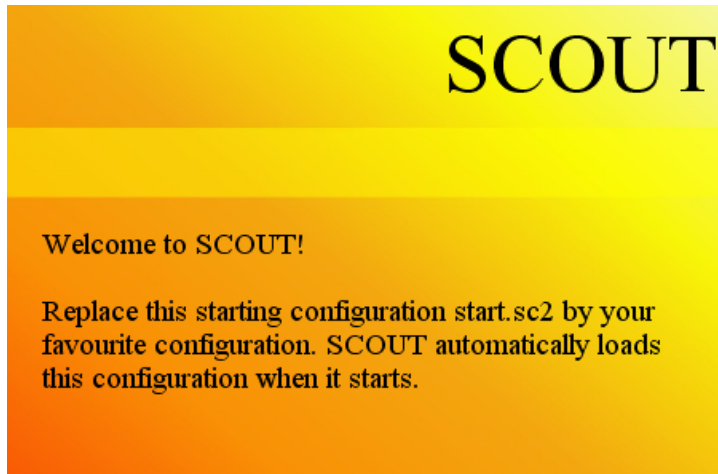 SCOUT
Welcome to SCOUT!
Replace this starting configuration start.sc2 by your
favourite configuration. SCOUT automatically loads
this configuration when it starts.